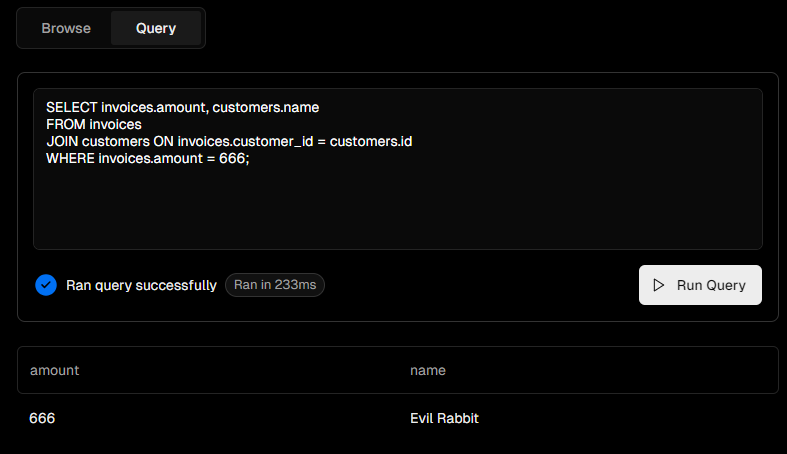 Browse Query
SELECT invoices.amount, customers.name
FROM invoices
JOIN customers ON invoices.customer_id = customers.id
WHERE invoices.amount = 666;
Ran query successfully Ran in 233ms Run Query
amount name
666 Evil Rabbit